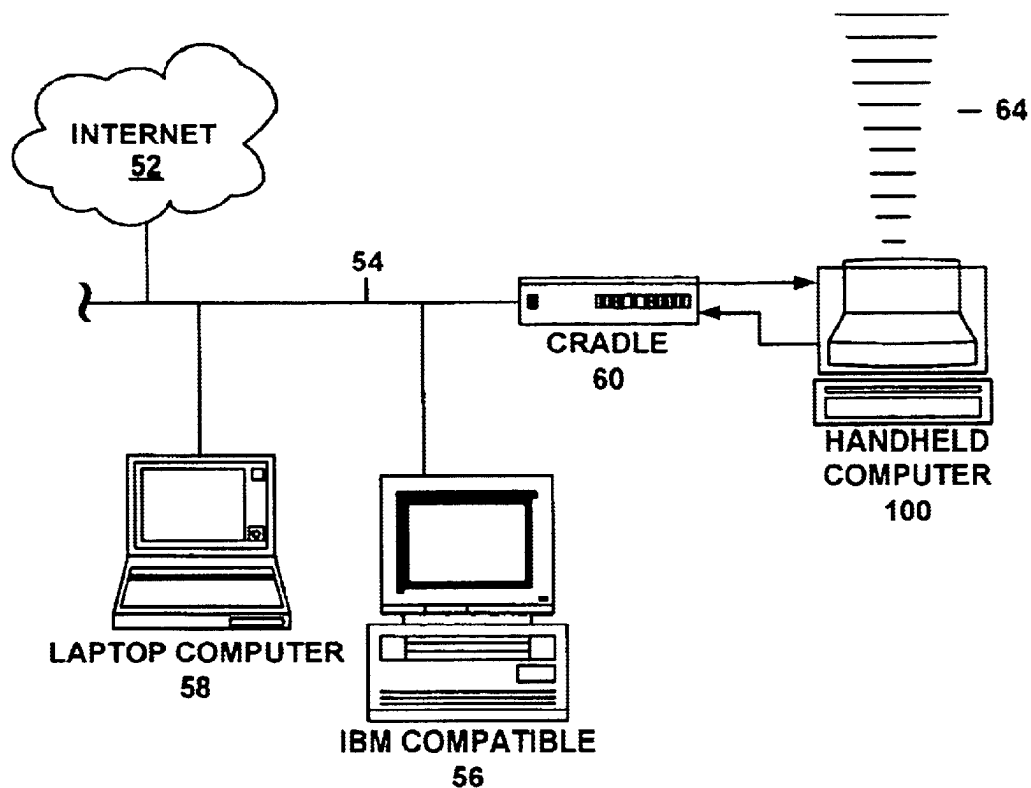 INTERNET
52
54
64
CRADLE
60
HANDHELD
COMPUTER
100
LAPTOP COMPUTER
58
IBM COMPATIBLE
56